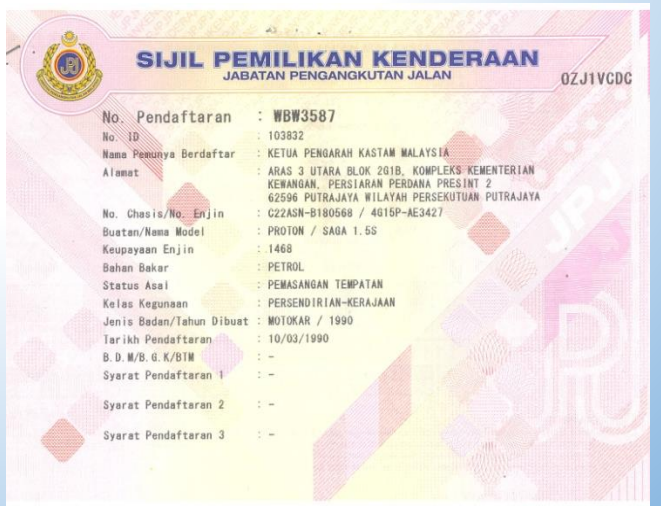 SIJIL PEMILIKAN KENDERAAN
JABATAN PENGANGKUTAN JALAN
OZJ1VCDC
No. Pendaftaran : WBW3587
No. ID : 103832
Nama Pemunya Berdaftar : KETUA PENGARAH KASTAM MALAYSIA
Alamat : ARAS 3 UTARA BLOK 2G1B, KOMPLEKS KEMENTERIAN
KEWANGAN, PERSIARAN PERDANA PRESINT 2
62596 PUTRAJAYA WILAYAH PERSEKUTUAN PUTRAJAYA
No. Chasis/No. Enjin : C22ASN-B180568 / 4G15P-AE3427
Buatan/Nama Model : PROTON / SAGA 1.5S
Keupayaan Enjin : 1468
Bahan Bakar : PETROL
Status Asal : PEMASANGAN TEMPATAN
Kelas Kegunaan : PERSENDIRIAN-KERAJAAN
Jenis Badan/Tahun Dibuat : MOTOKAR / 1990
Tarikh Pendaftaran : 10/03/1990
B.D.M/B.G.K/BTM : -
Syarat Pendaftaran 1 : -
Syarat Pendaftaran 2 : -
Syarat Pendaftaran 3 : -
JPJ